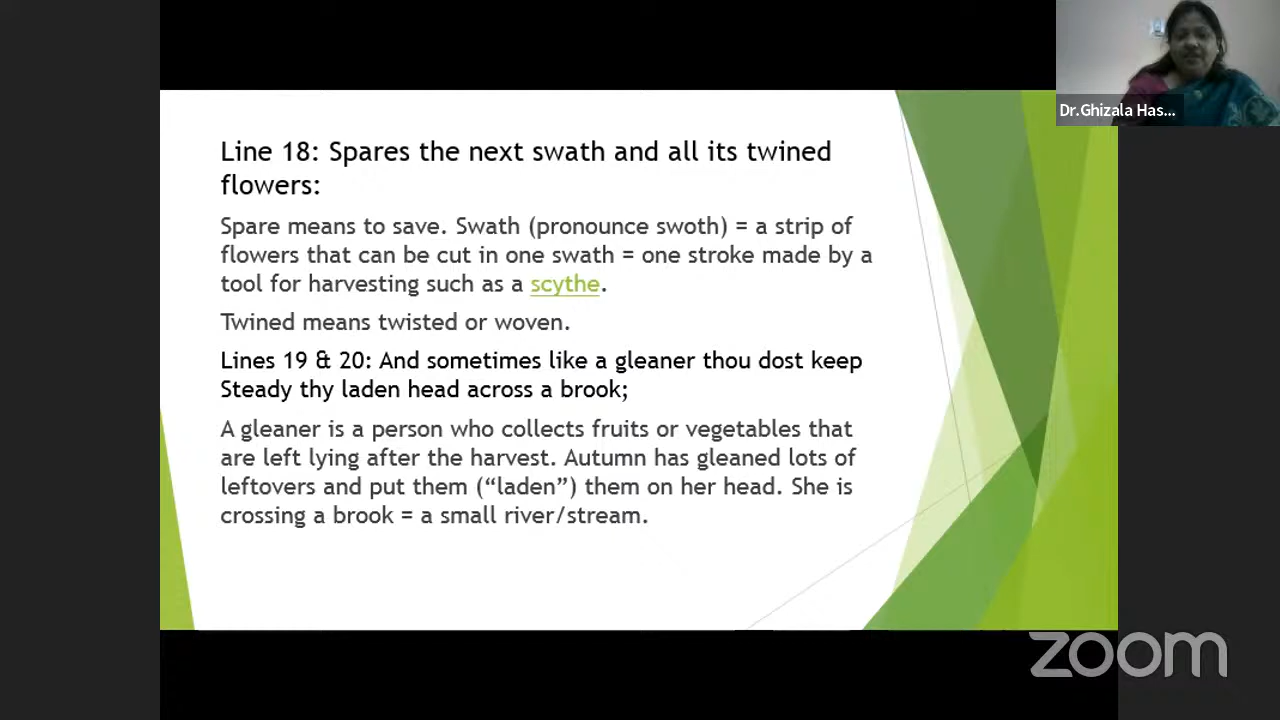 Dr.Ghizala Has...
Line 18: Spares the next swath and all its twined
flowers:
Spare means to save. Swath (pronounce swoth) = a strip of
flowers that can be cut in one swath = one stroke made by a
tool for harvesting such as a scythe.
Twined means twisted or woven.
Lines 19 & 20: And sometimes like a gleaner thou dost keep
Steady thy laden head across a brook;
A gleaner is a person who collects fruits or vegetables that
are left lying after the harvest. Autumn has gleaned lots of
leftovers and put them (“laden”) them on her head. She is
crossing a brook = a small river/stream.
zoom